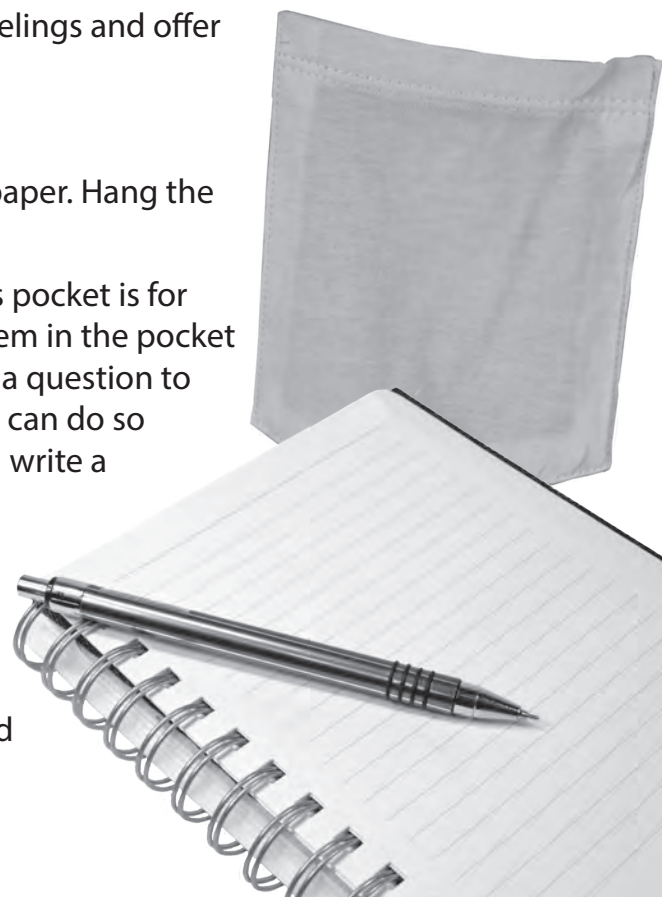 elings and offer
paper. Hang the
s pocket is for
em in the pocket
a question to
can do so
write a
d